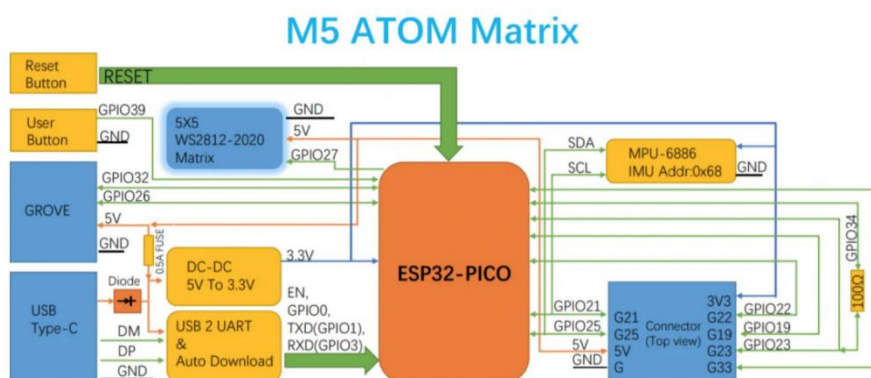 M5 ATOM Matrix
Reset
Button
RESET
User
Button
GPIO39
GND
5X5
WS2812-2020
Matrix
GND
5V
GPIO27
SDA
SCL
MPU-6886
IMU Addr:0x68
GND
GROVE
GPIO32
GPIO26
5V
GND
0.5A FUSE
DC-DC
5V To 3.3V
3.3V
ESP32-PICO
USB
Type-C
Diode
DM
DP
GND
USB 2 UART
&
Auto Download
EN,
GPIO0,
TXD(GPIO1),
RXD(GPIO3)
GPIO21
GPIO25
5V
GND
G21
G25
5V
G
Connector
(Top view)
3V3
G22
G19
G23
G33
GPIO22
GPIO19
GPIO23
GPIO34
100Ω